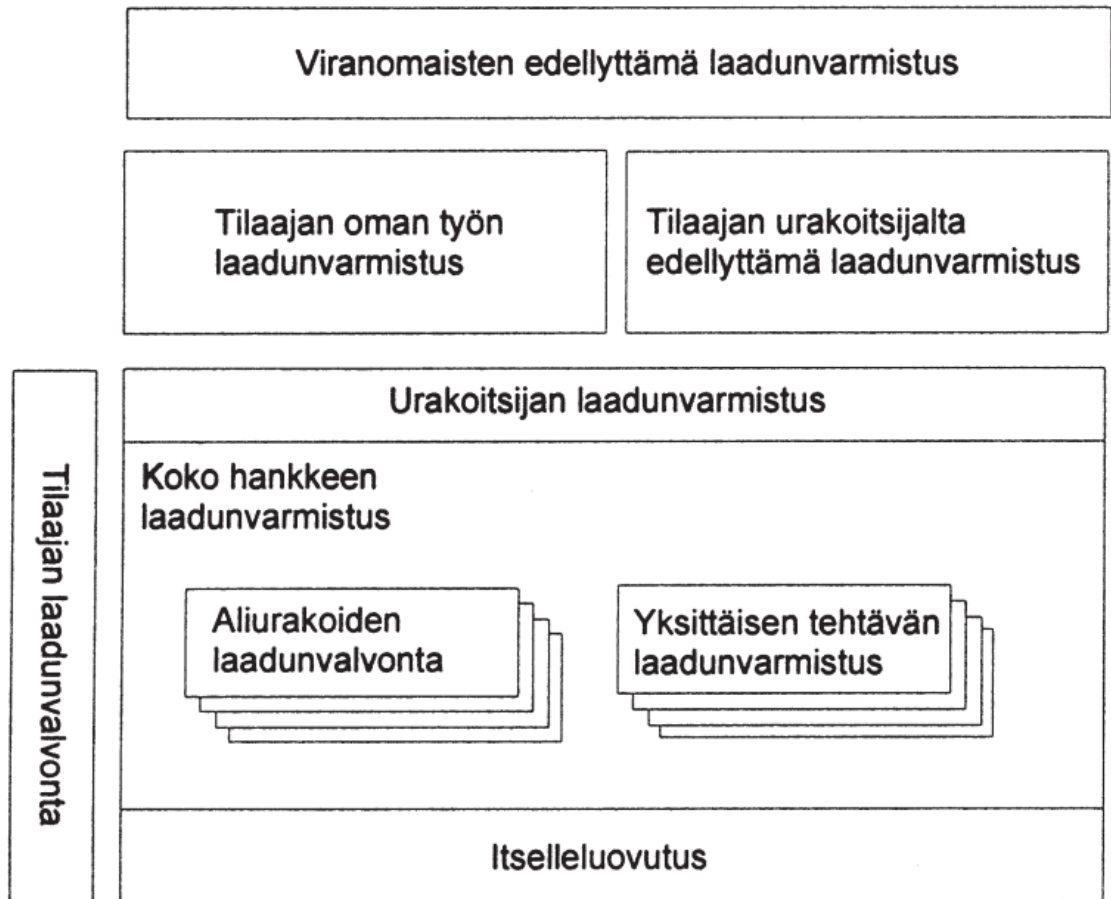 Viranomaisten edellyttämä laadunvarmistus
Tilaajan oman työn
laadunvarmistus
Tilaajan urakoitsijalta
edellyttämä laadunvarmistus
Tilaajan laadunvalvonta
Urakoitsijan laadunvarmistus
Koko hankkeen
laadunvarmistus
Aliurakoiden
laadunvalvonta
Yksittäisen tehtävän
laadunvarmistus
Itselleluovutus